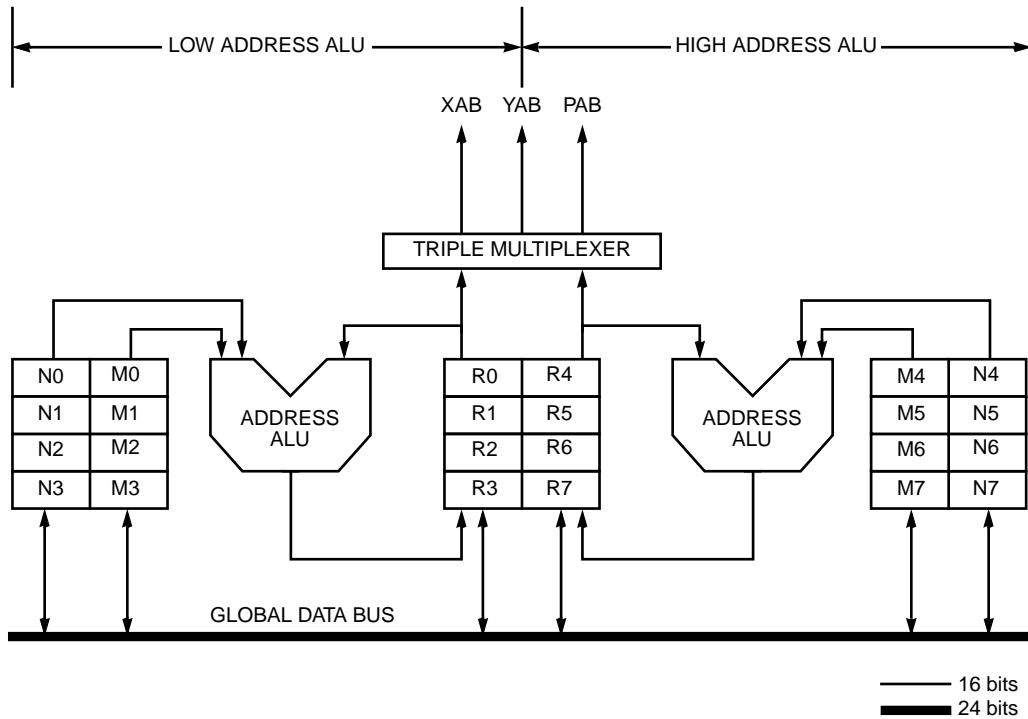 LOW ADDRESS ALU
HIGH ADDRESS ALU
XAB YAB PAB
TRIPLE MULTIPLEXER
N0 M0
N1 M1
N2 M2
N3 M3
ADDRESS
ALU
R0 R4
R1 R5
R2 R6
R3 R7
ADDRESS
ALU
M4 N4
M5 N5
M6 N6
M7 N7
GLOBAL DATA BUS
16 bits
24 bits